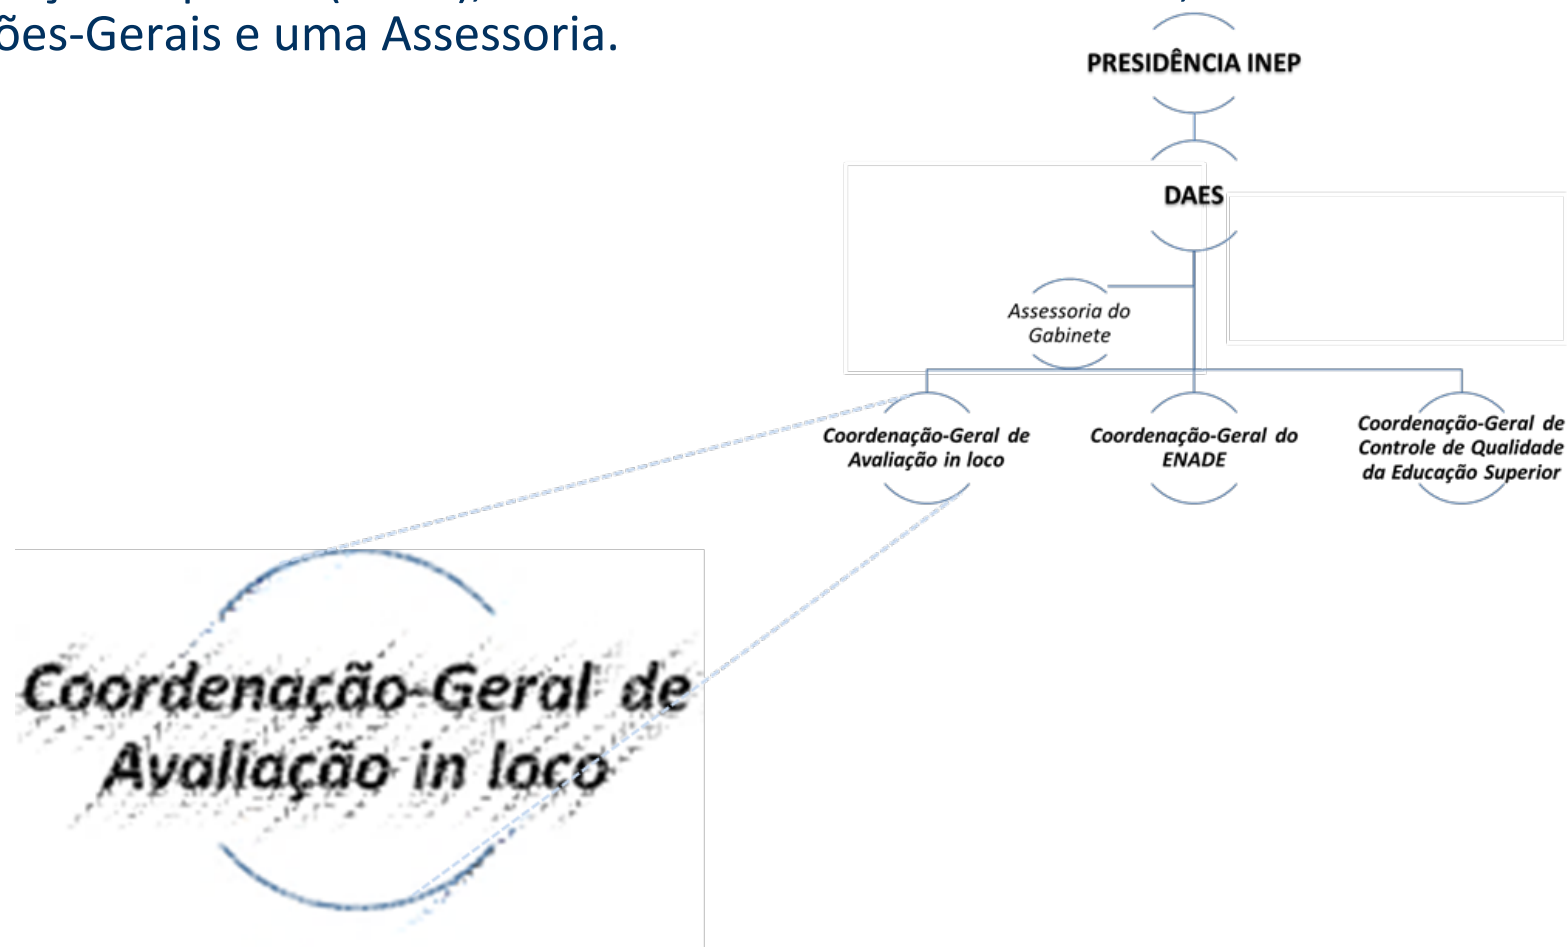 ões-Gerais e uma Assessoria.
PRESIDÊNCIA INEP
DAES
Assessoria do
Gabinete
Coordenação-Geral de
Avaliação in loco
Coordenação-Geral do
ENADE
Coordenação-Geral de
Controle de Qualidade
da Educação Superior
Coordenação-Geral de
Avaliação in loco